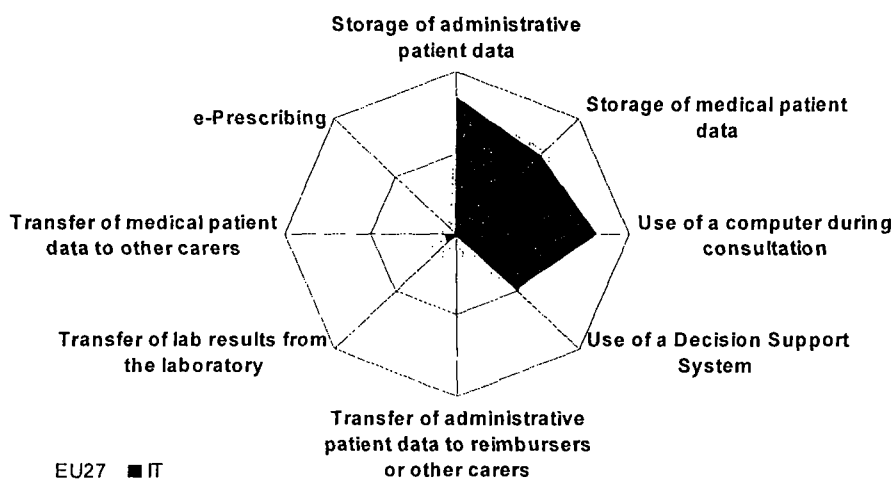 Storage of administrative
patient data
e-Prescribing
Storage of medical patient
data
Transfer of medical patient
data to other carers
Use of a computer during
consultation
Transfer of lab results from
the laboratory
Use of a Decision Support
System
Transfer of administrative
patient data to reimbursers
or other carers
EU27 IT